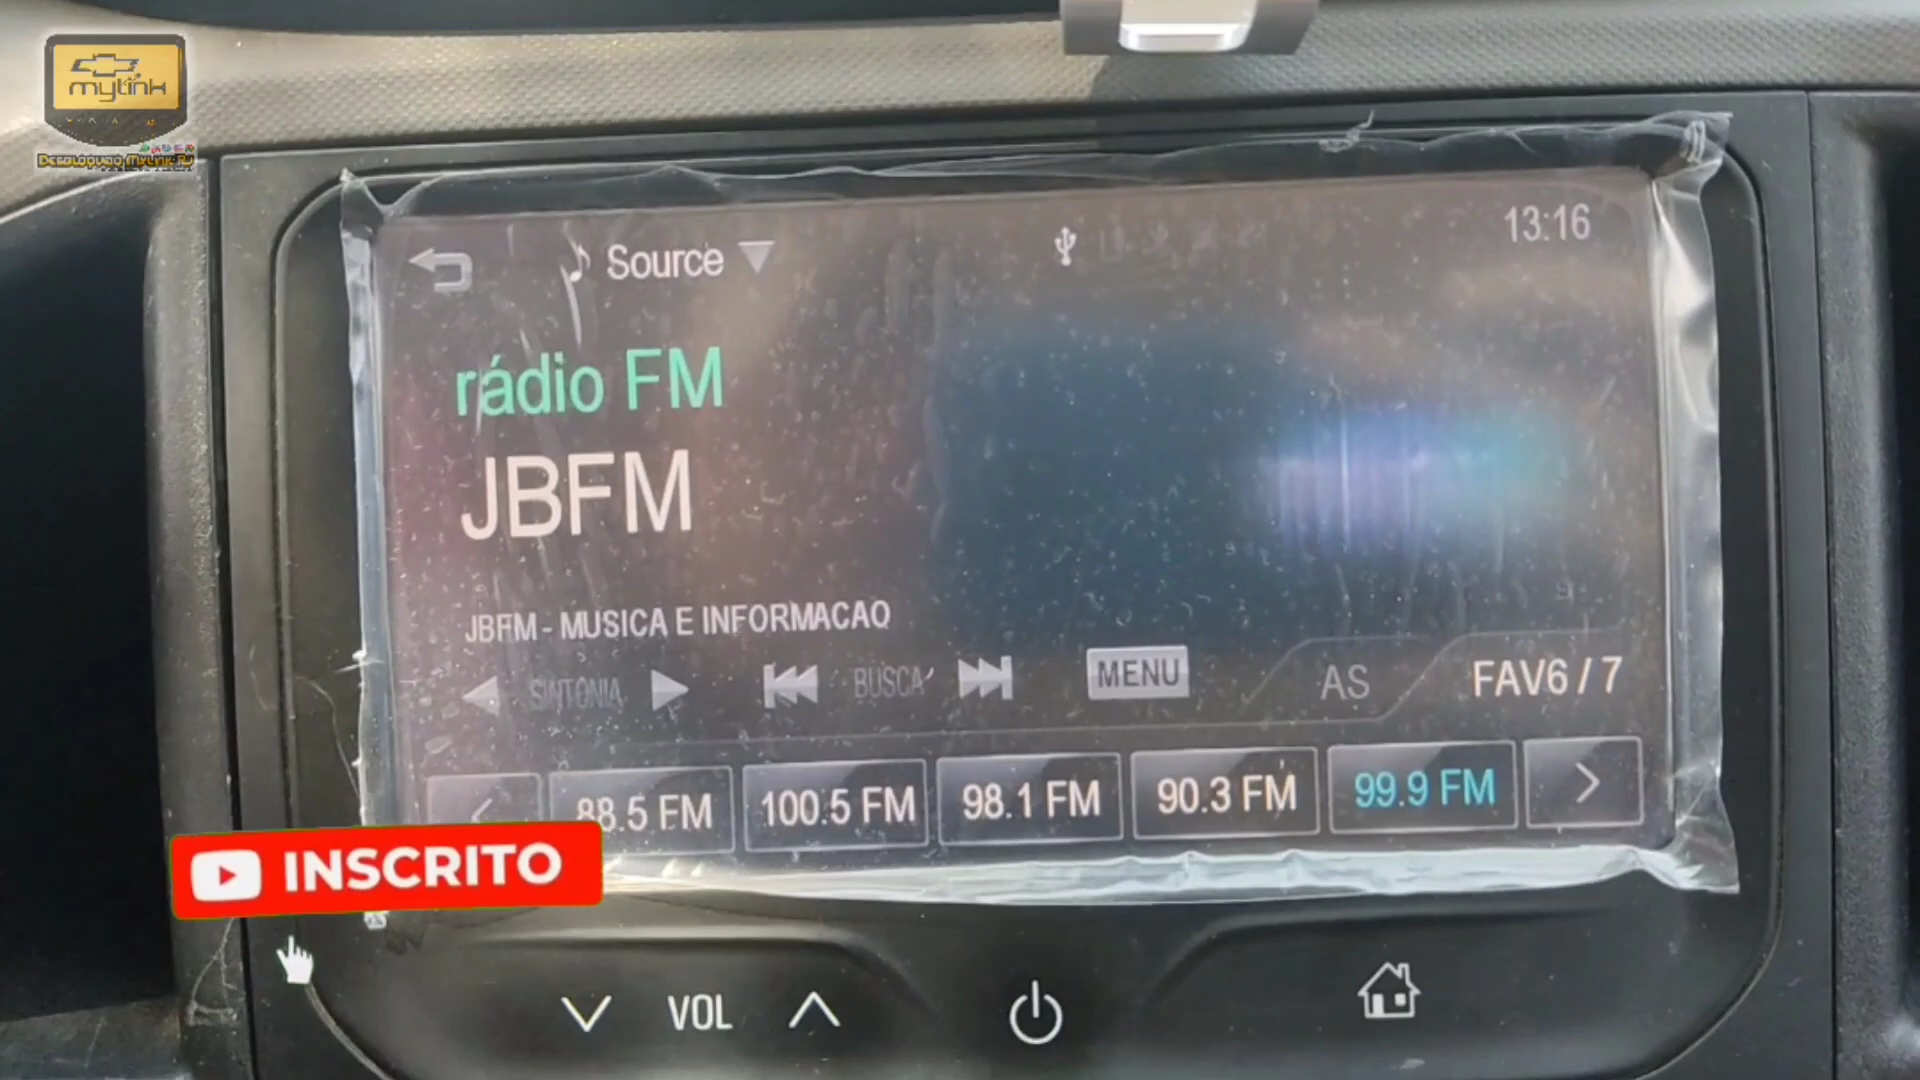 mylink
Desbloqueio Mylink RJ
Source
13:16
rádio FM
JBFM
JBFM - MUSICA E INFORMACAO
SINTONIA
BUSCA
MENU
AS
FAV6 / 7
88.5 FM
100.5 FM
98.1 FM
90.3 FM
99.9 FM
INSCRITO
VOL